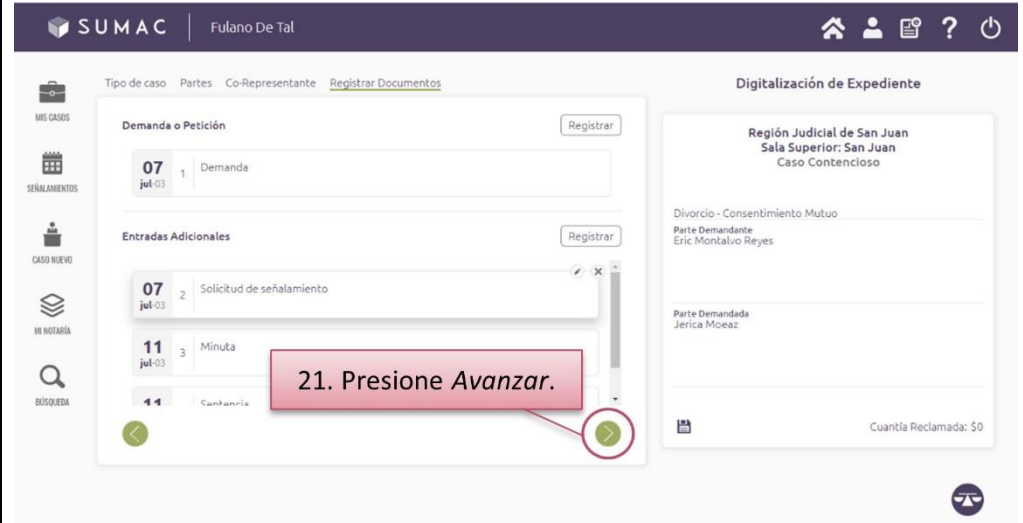 SUMAC
Fulano De Tal
MIS CASOS
SEÑALAMIENTOS
CASO NUEVO
MI NOTARÍA
BÚSQUEDA
Tipo de caso Partes Co-Representante Registrar Documentos
Demanda o Petición
Registrar
07
jul-03
1
Demanda
Entradas Adicionales
Registrar
07
jul-03
2
Solicitud de señalamiento
11
jul-03
3
Minuta
11
Sentencia
21. Presione Avanzar.
Digitalización de Expediente
Región Judicial de San Juan
Sala Superior: San Juan
Caso Contencioso
Divorcio - Consentimiento Mutuo
Parte Demandante
Eric Montalvo Reyes
Parte Demandada
Jerica Moeaz
Cuantía Reclamada: $0